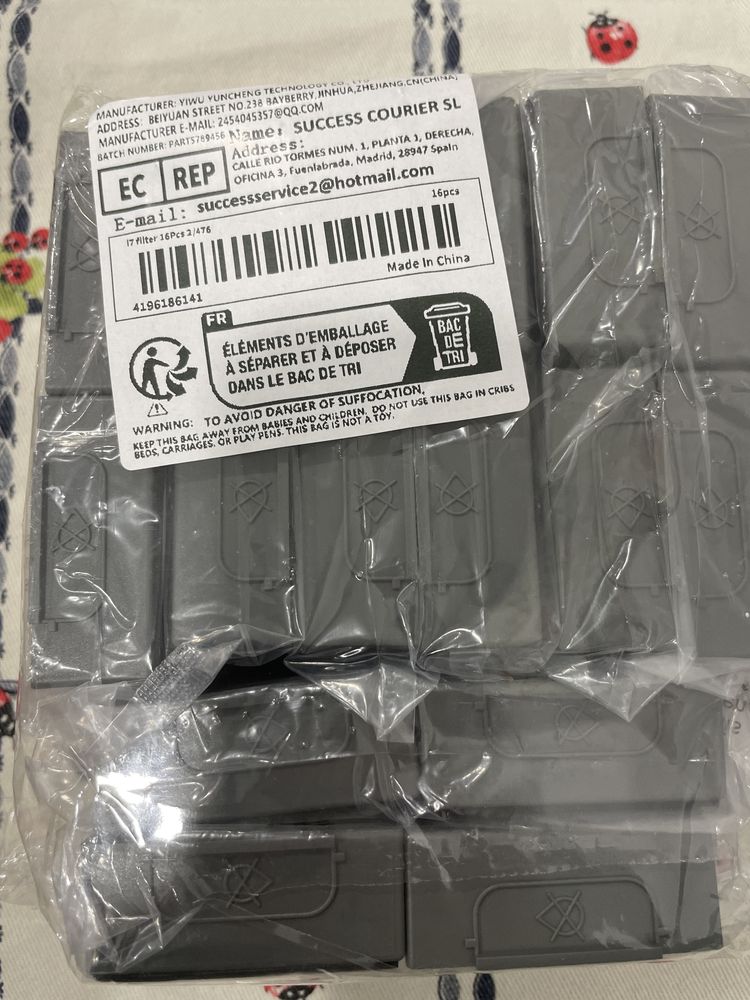 MANUFACTURER: YIWU YUNCHENG TECHNOLOGY CO., LTD
ADDRESS: BEIYUAN STREET NO.238 BAYBERRY,JINHUA,ZHEJIANG,CN(CHINA)
MANUFACTURER E-MAIL: 2454045357@QQ.COM
BATCH NUMBER: PARTS789456
Name: SUCCESS COURIER SL
Address:
CALLE RIO TORMES NUM. 1, PLANTA 1, DERECHA,
OFICINA 3, Fuenlabrada, Madrid, 28947 Spain
EC REP
E-mail: successservice2@hotmail.com
I7 filter 16Pcs 2/476
16pcs
4196186141
Made In China
FR
ÉLÉMENTS D'EMBALLAGE
À SÉPARER ET À DÉPOSER
DANS LE BAC DE TRI
BAC
DE
TRI
WARNING: TO AVOID DANGER OF SUFFOCATION,
KEEP THIS BAG AWAY FROM BABIES AND CHILDREN. DO NOT USE THIS BAG IN CRIBS
BEDS, CARRIAGES, OR PLAY PENS. THIS BAG IS NOT A TOY.